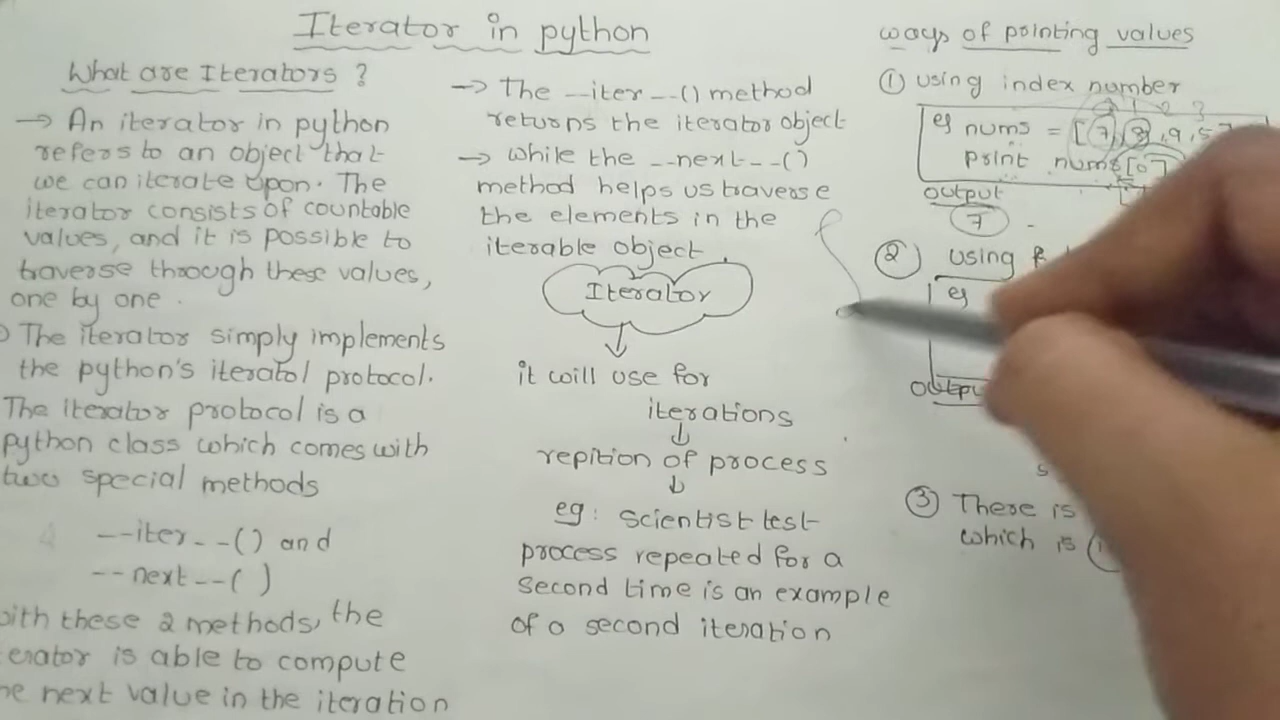 Iterator in python
What are Iterators ?
→ An iterator in python
refers to an object that
we can iterate upon. The
iterator consists of countable
values, and it is possible to
traverse through these values,
one by one .
The iterator simply implements
the python's iterator protocol.
The iterator protocol is a
python class which comes with
two special methods
--iter--() and
--next--( )
with these 2 methods, the
iterator is able to compute
the next value in the iteration
→ The --iter--() method
returns the iterator object
→ while the --next--()
method helps us traverse
the elements in the
iterable object.
Iterator
it will use for
iterations
repition of process
eg: Scientist test
process repeated for a
second time is an example
of a second iteration
ways of printing values
① using index number
eg nums = [7, 8, 9, 5
print nums[0]
output
7
② using
eg
output
③ There is
which is